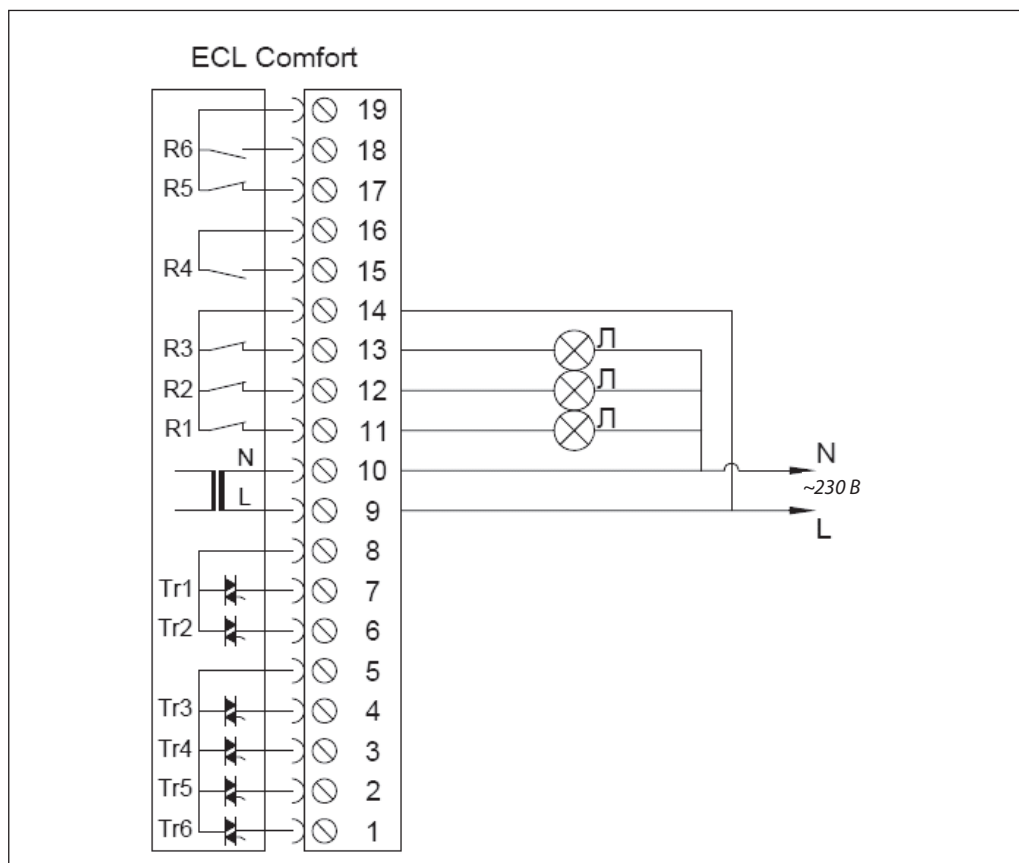 ECL Comfort
19
R6 18
R5 17
16
R4 15
14
R3 13
R2 12
R1 11
N 10 N
~230 В
L 9 L
8
Tr1 7
Tr2 6
5
Tr3 4
Tr4 3
Tr5 2
Tr6 1